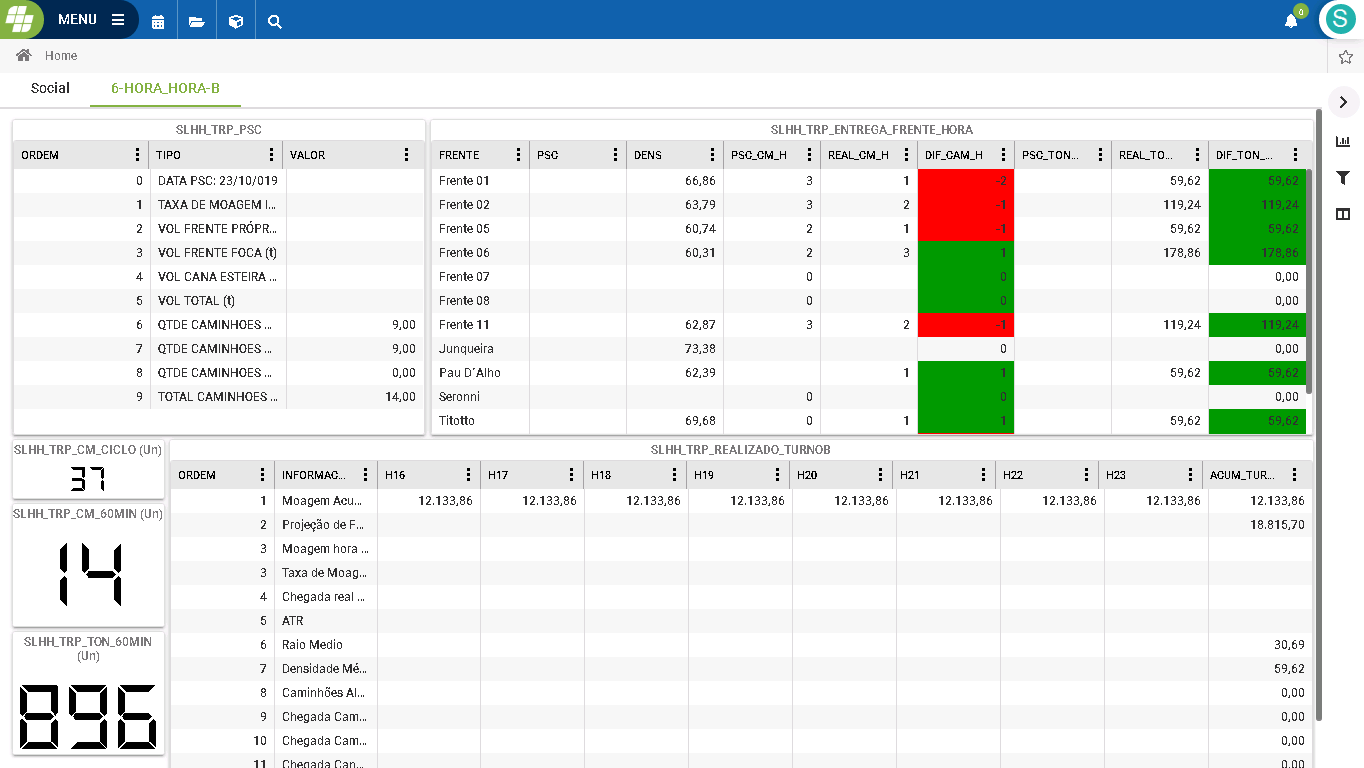 MENU
0
S
Home
Social
6-HORA_HORA-B
SLHH_TRP_PSC
ORDEM TIPO VALOR
0 DATA PSC: 23/10/019
1 TAXA DE MOAGEM I...
2 VOL FRENTE PRÓPR...
3 VOL FRENTE FOCA (t)
4 VOL CANA ESTEIRA ...
5 VOL TOTAL (t)
6 QTDE CAMINHOES ... 9,00
7 QTDE CAMINHOES ... 9,00
8 QTDE CAMINHOES ... 0,00
9 TOTAL CAMINHOES ... 14,00
SLHH_TRP_ENTREGA_FRENTE_HORA
FRENTE PSC DENS PSC_CM_H REAL_CM_H DIF_CAM_H PSC_TON... REAL_TO... DIF_TON_...
Frente 01 66,86 3 1 -2 59,62 59,62
Frente 02 63,79 3 2 -1 119,24 119,24
Frente 05 60,74 2 1 -1 59,62 59,62
Frente 06 60,31 2 3 1 178,86 178,86
Frente 07 0 0 0,00
Frente 08 0 0 0,00
Frente 11 62,87 3 2 -1 119,24 119,24
Junqueira 73,38 0 0,00
Pau D´Alho 62,39 1 1 59,62 59,62
Seronni 0 0 0,00
Titotto 69,68 0 1 1 59,62 59,62
SLHH_TRP_CM_CICLO (Un)
37
SLHH_TRP_CM_60MIN (Un)
14
SLHH_TRP_TON_60MIN
(Un)
896
SLHH_TRP_REALIZADO_TURNOB
ORDEM INFORMAC... H16 H17 H18 H19 H20 H21 H22 H23 ACUM_TUR...
1 Moagem Acu... 12.133,86 12.133,86 12.133,86 12.133,86 12.133,86 12.133,86 12.133,86 12.133,86 12.133,86
2 Projeção de F... 18.815,70
3 Moagem hora ...
3 Taxa de Moag...
4 Chegada real ...
5 ATR
6 Raio Medio 30,69
7 Densidade Mé... 59,62
8 Caminhões Al... 0,00
9 Chegada Cam... 0,00
10 Chegada Cam... 0,00
11 Chegada Can... 0,00